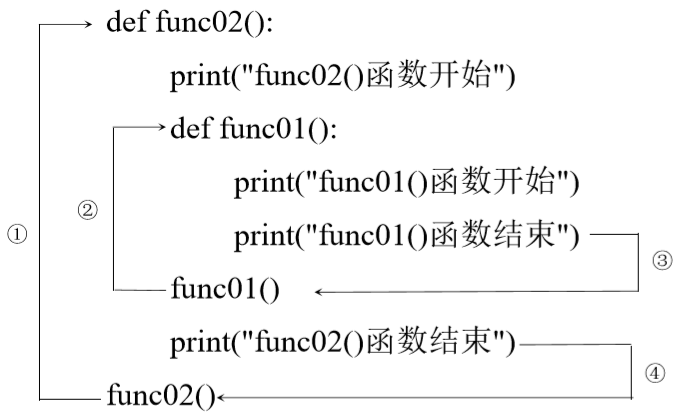 def func02():
print("func02()函数开始")
def func01():
print("func01()函数开始")
②
①
print("func01()函数结束")
③
func01()
print("func02()函数结束")
④
func02()